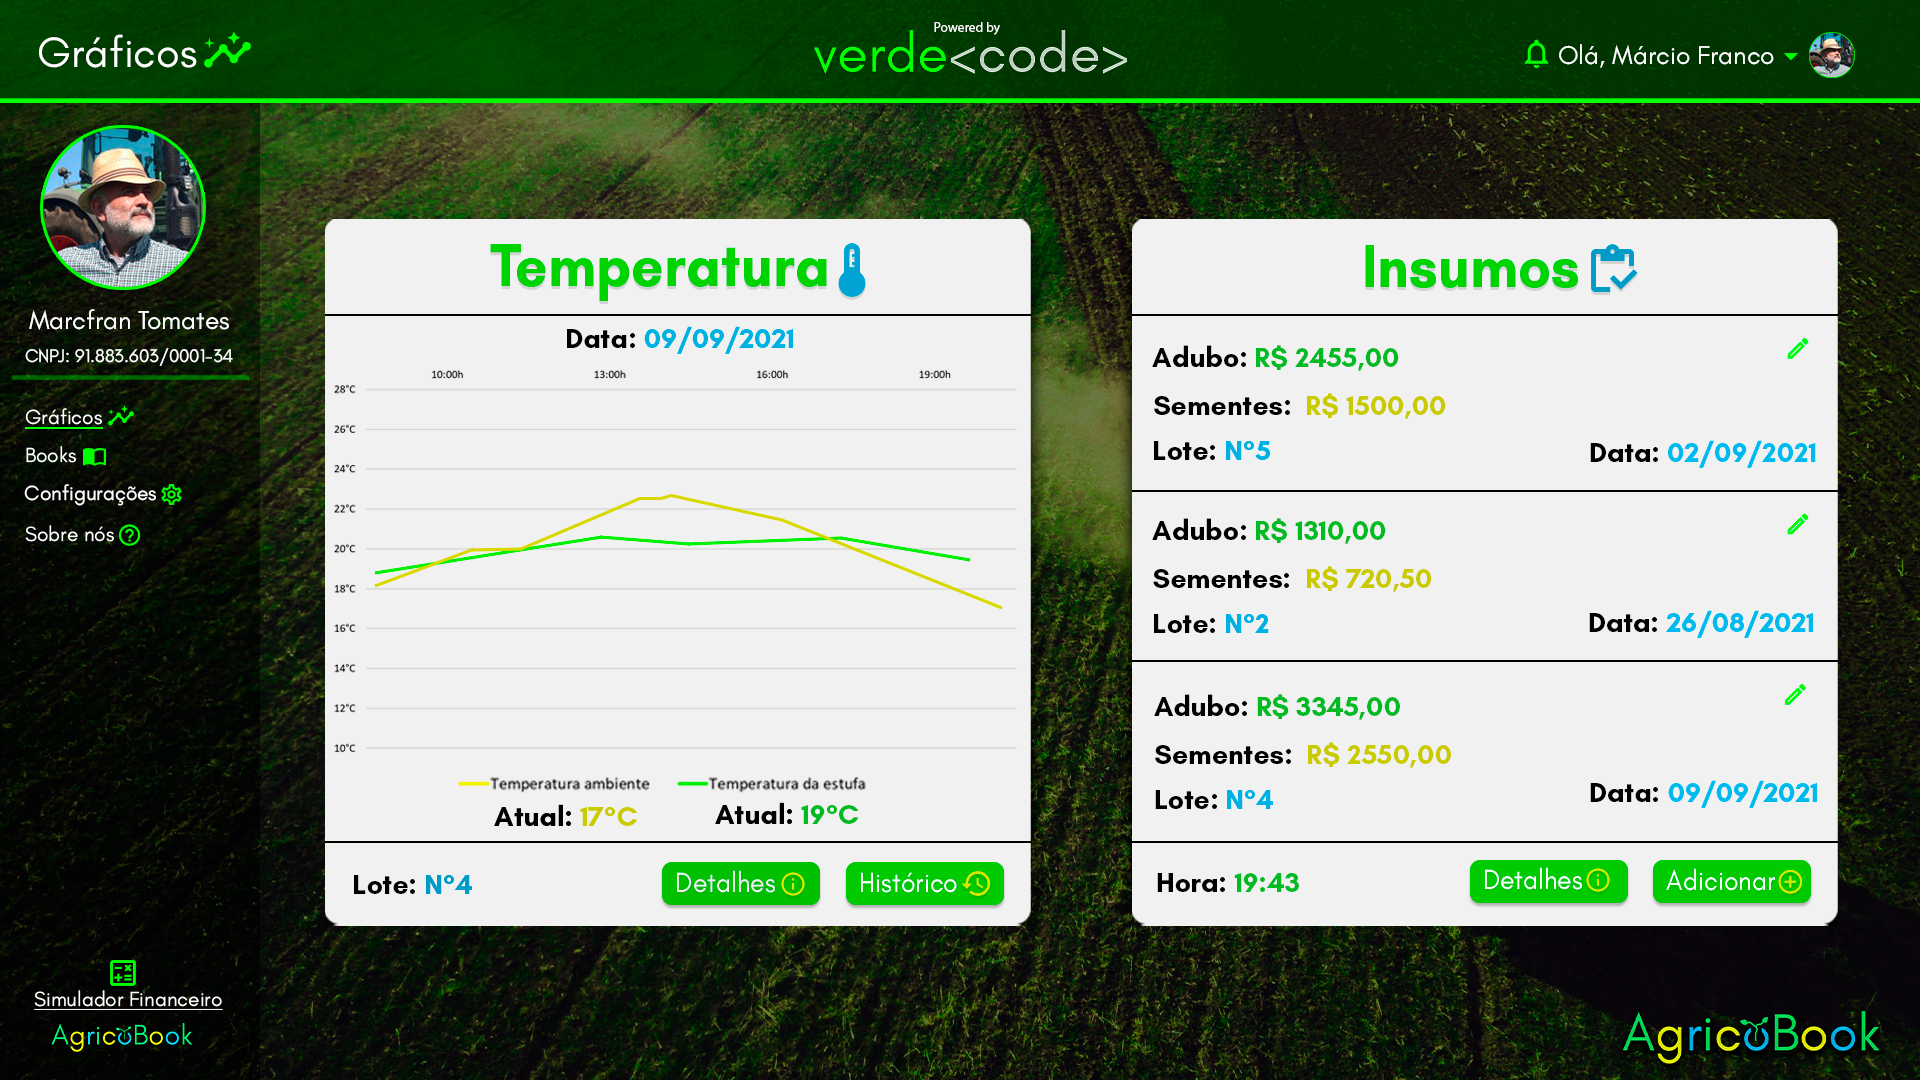 Gráficos
Powered by
verde<code>
Olá, Márcio Franco
Marcfran Tomates
CNPJ: 91.883.603/0001-34
Gráficos
Books
Configurações
Sobre nós
Simulador Financeiro
AgricoBook
Temperatura
Data: 09/09/2021
10:00h 13:00h 16:00h 19:00h
28°C
26°C
24°C
22°C
20°C
18°C
16°C
14°C
12°C
10°C
Temperatura ambiente Temperatura da estufa
Atual: 17°C Atual: 19°C
Lote: N°4 Detalhes Histórico
Insumos
Adubo: R$ 2455,00
Sementes: R$ 1500,00
Lote: N°5 Data: 02/09/2021
Adubo: R$ 1310,00
Sementes: R$ 720,50
Lote: N°2 Data: 26/08/2021
Adubo: R$ 3345,00
Sementes: R$ 2550,00
Lote: N°4 Data: 09/09/2021
Hora: 19:43 Detalhes Adicionar
AgricoBook